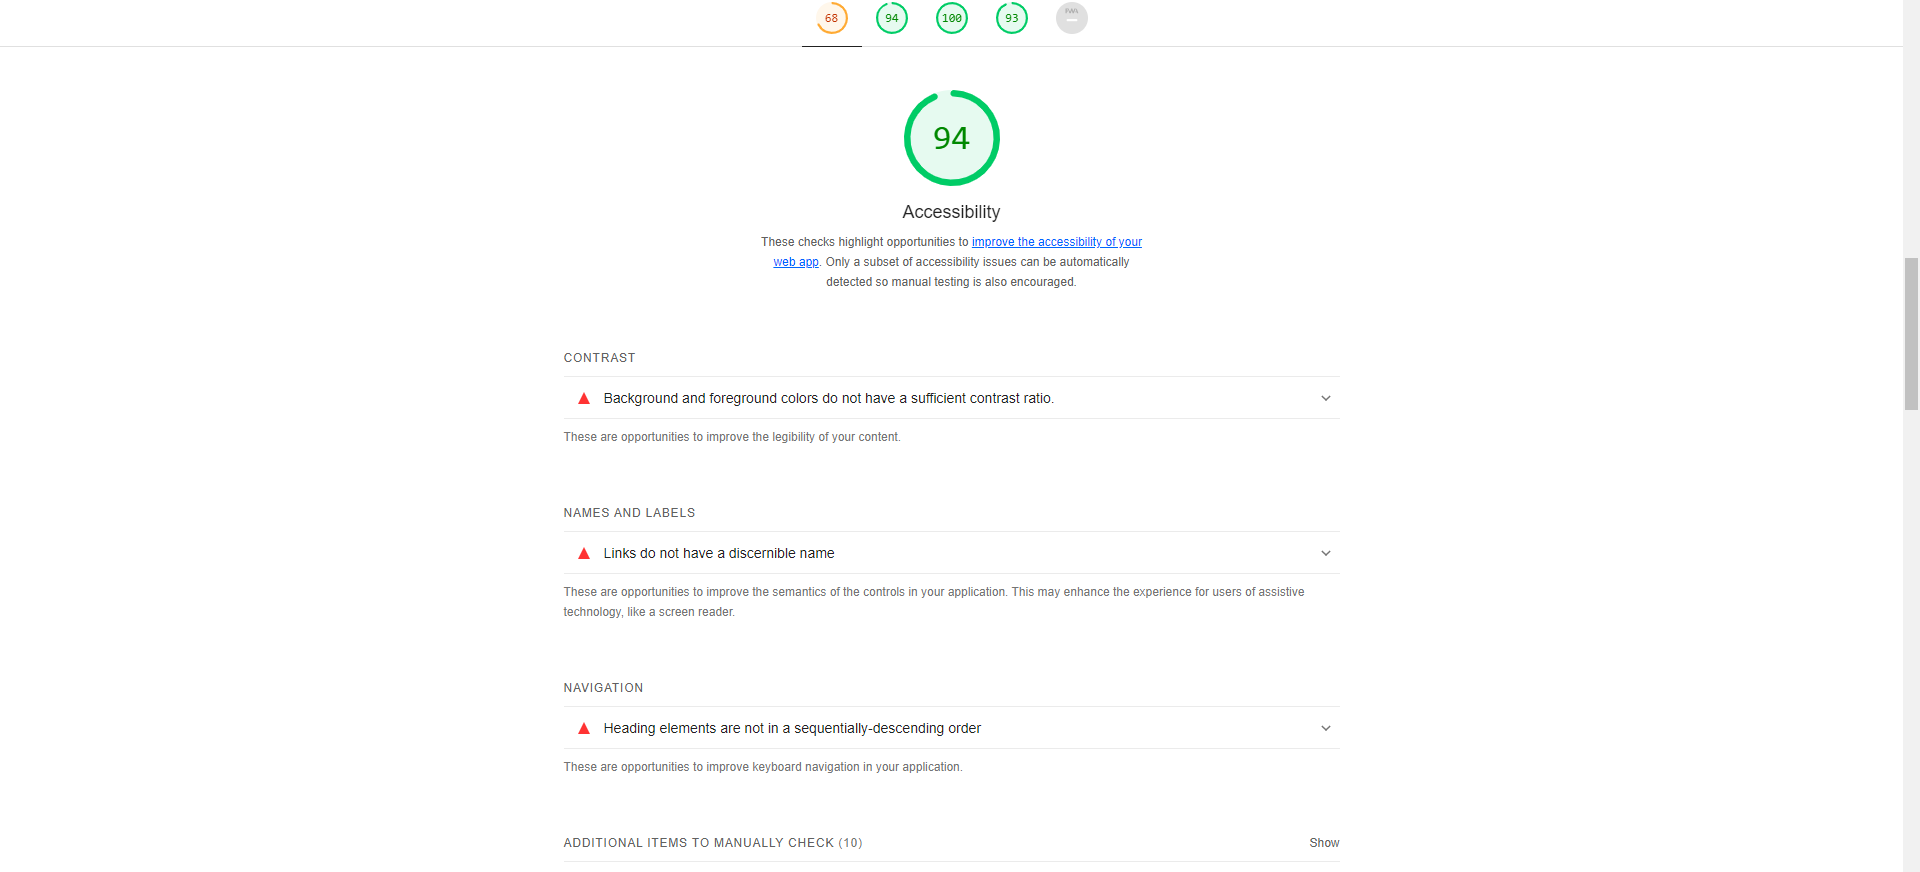 68 94 100 93 PWA
94
Accessibility
These checks highlight opportunities to improve the accessibility of your
web app. Only a subset of accessibility issues can be automatically
detected so manual testing is also encouraged.
CONTRAST
Background and foreground colors do not have a sufficient contrast ratio.
These are opportunities to improve the legibility of your content.
NAMES AND LABELS
Links do not have a discernible name
These are opportunities to improve the semantics of the controls in your application. This may enhance the experience for users of assistive
technology, like a screen reader.
NAVIGATION
Heading elements are not in a sequentially-descending order
These are opportunities to improve keyboard navigation in your application.
ADDITIONAL ITEMS TO MANUALLY CHECK (10) Show